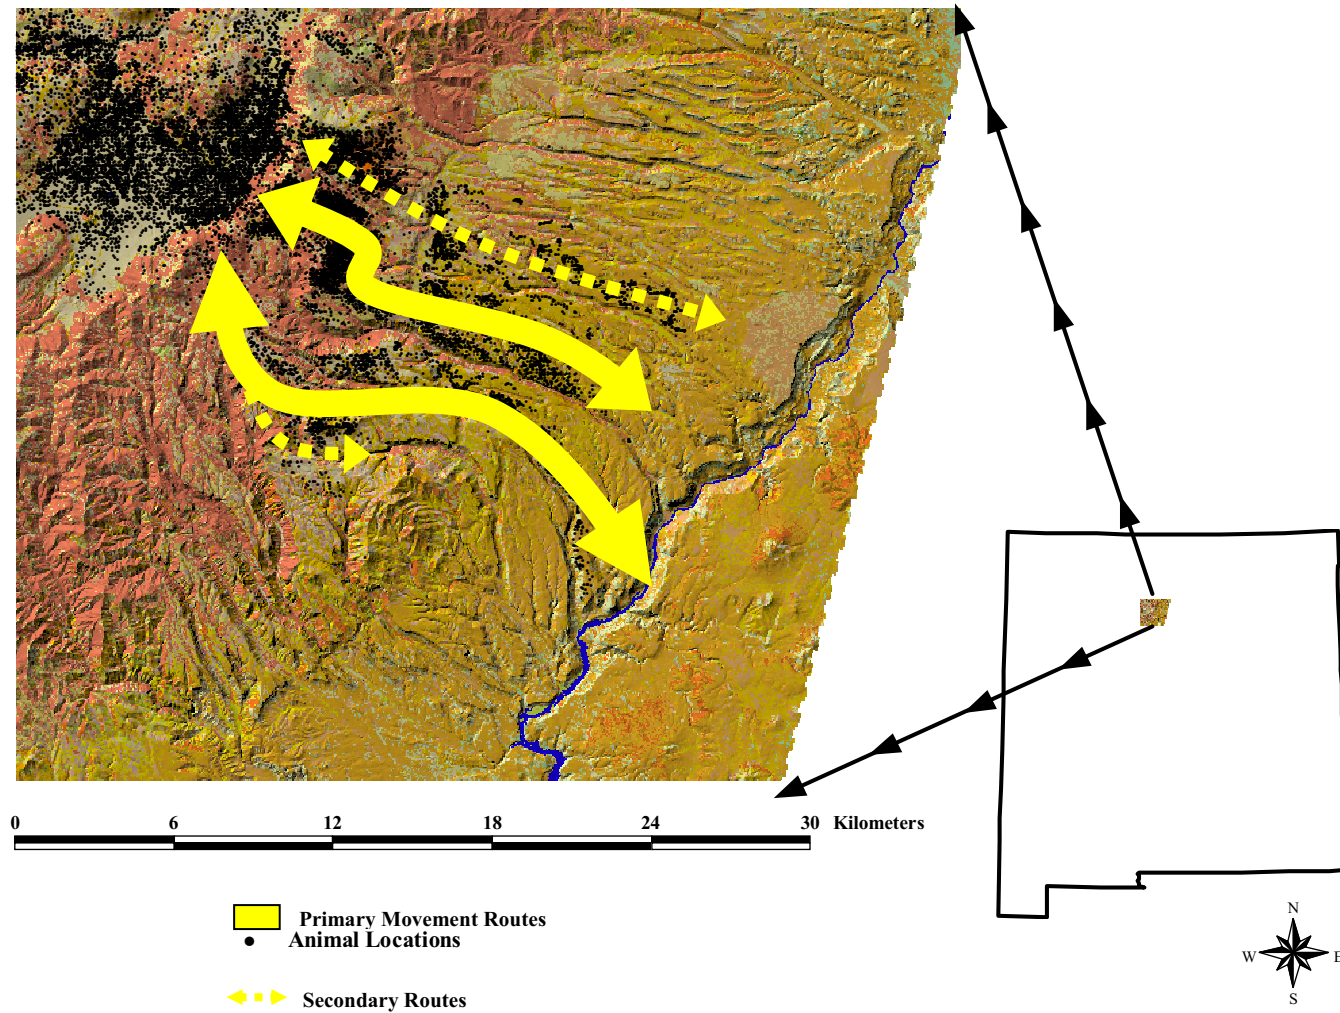 0 6 12 18 24 30 Kilometers
Primary Movement Routes
Animal Locations
Secondary Routes
N
W E
S